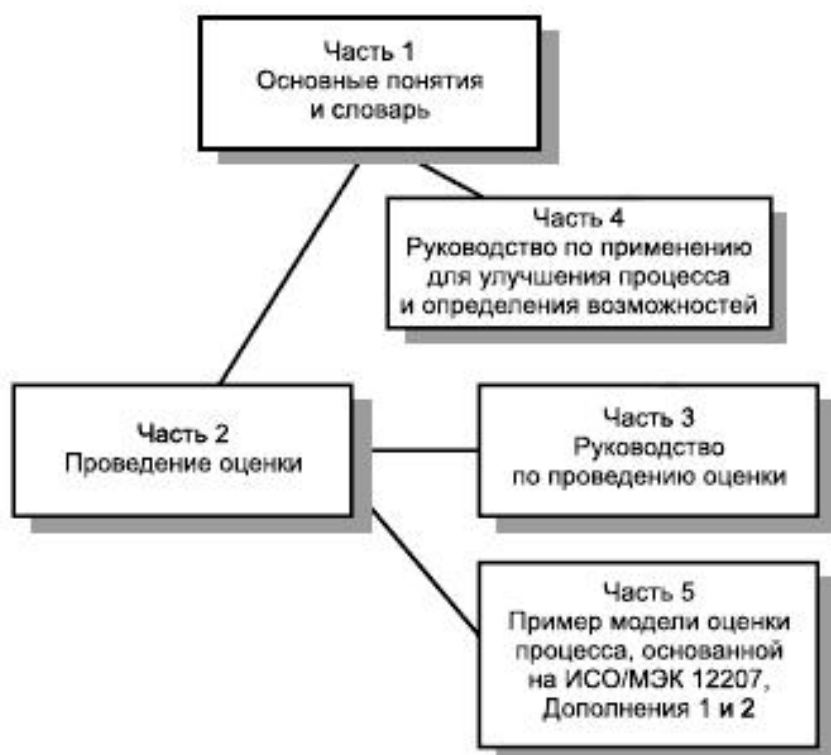 Часть 1
Основные понятия
и словарь
Часть 4
Руководство по применению
для улучшения процесса
и определения возможностей
Часть 2
Проведение оценки
Часть 3
Руководство
по проведению оценки
Часть 5
Пример модели оценки
процесса, основанной
на ИСО/МЭК 12207,
Дополнения 1 и 2